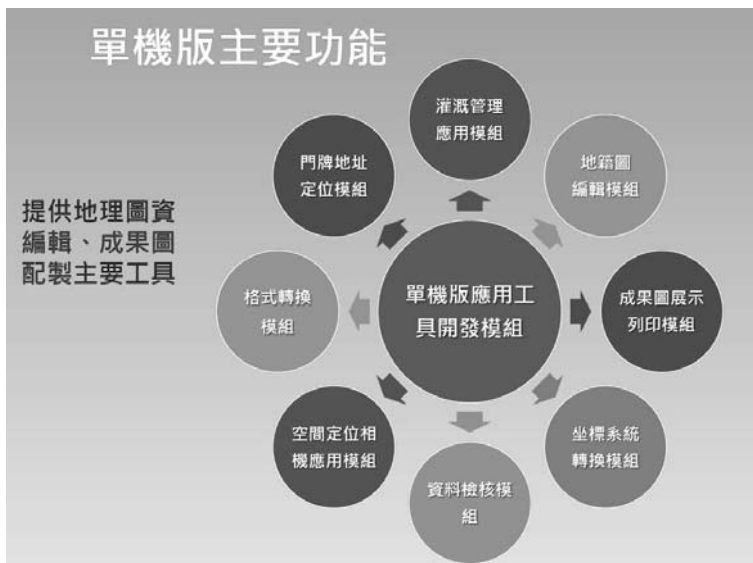 單機版主要功能
提供地理圖資
編輯、成果圖
配製主要工具
灌溉管理
應用模組
地籍圖
編輯模組
成果圖展示
列印模組
坐標系統
轉換模組
資料檢核模
組
空間定位相
機應用模組
格式轉換
模組
門牌地址
定位模組
單機版應用工
具開發模組